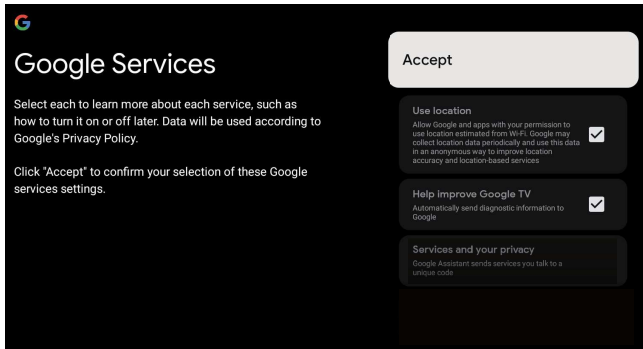 Google Services
Select each to learn more about each service, such as
how to turn it on or off later. Data will be used according to
Google's Privacy Policy.
Click "Accept" to confirm your selection of these Google
services settings.
Accept
Use location
Allow Google and apps with your permission to
use location estimated from Wi-Fi. Google may
collect location data periodically and use this data
in an anonymous way to improve location
accuracy and location-based services
Help improve Google TV
Automatically send diagnostic information to
Google
Services and your privacy
Google Assistant sends services you talk to a
unique code